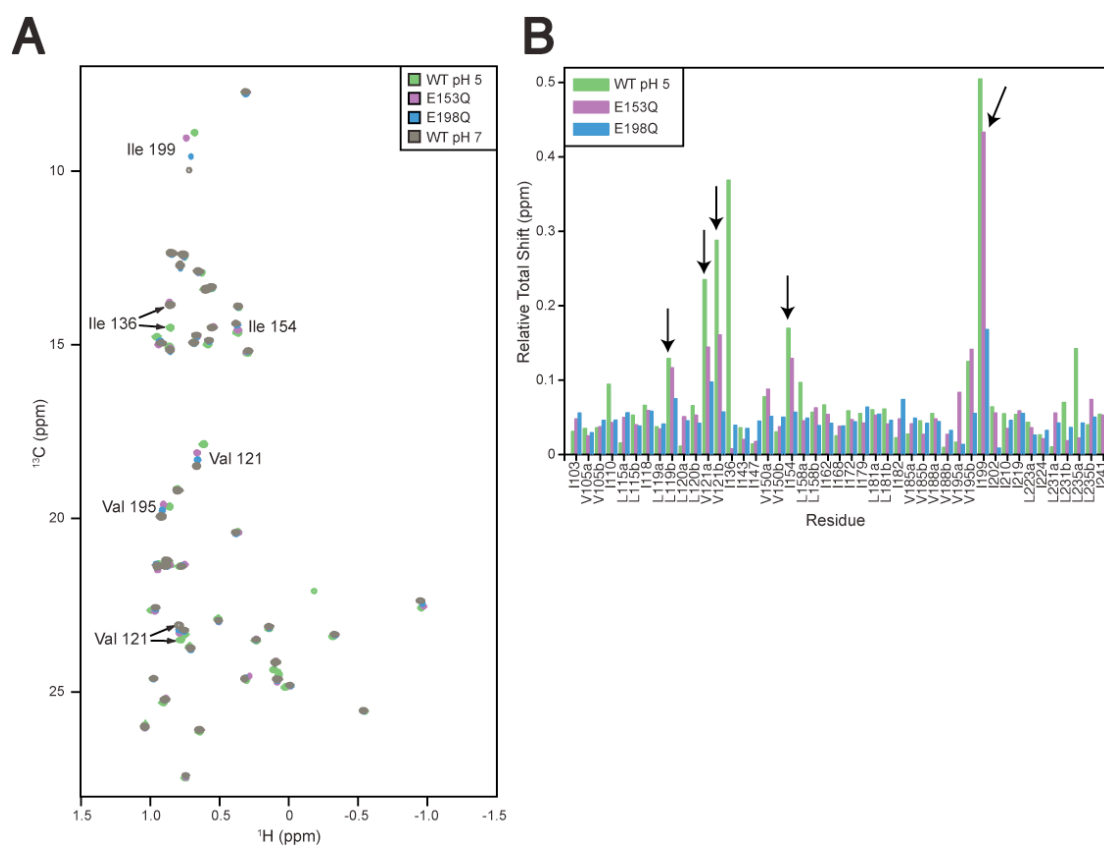 A
WT pH 5
E153Q
E198Q
WT pH 7
Ile 199
Ile 136
Ile 154
Val 121
Val 195
Val 121
10
15
20
25
¹³C (ppm)
1.5
1.0
0.5
0
-0.5
-1.0
-1.5
¹H (ppm)
B
WT pH 5
E153Q
E198Q
0.5
0.4
0.3
0.2
0.1
0
Relative Total Shift (ppm)
I103
V105a
V105b
I110
L115a
L115b
I118
L119a
L119b
L120a
L120b
V121a
V121b
I136
I143
I147
V150a
V150b
I154
L158a
L158b
I162
I168
I172
I179
L181a
L181b
I182
V185a
V185b
V188a
V188b
V195a
V195b
I199
I202
I210
I219
L223a
I224
L231a
L231b
L235a
L235b
I241
Residue